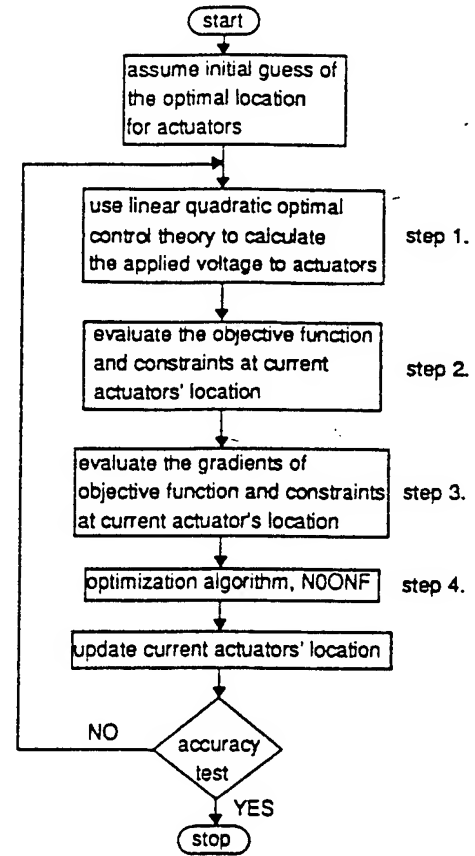 start
assume initial guess of
the optimal location
for actuators
use linear quadratic optimal
control theory to calculate
the applied voltage to actuators
step 1.
evaluate the objective function
and constraints at current
actuators' location
step 2.
evaluate the gradients of
objective function and constraints
at current actuator's location
step 3.
optimization algorithm, N0ONF
step 4.
update current actuators' location
NO
accuracy
test
YES
stop